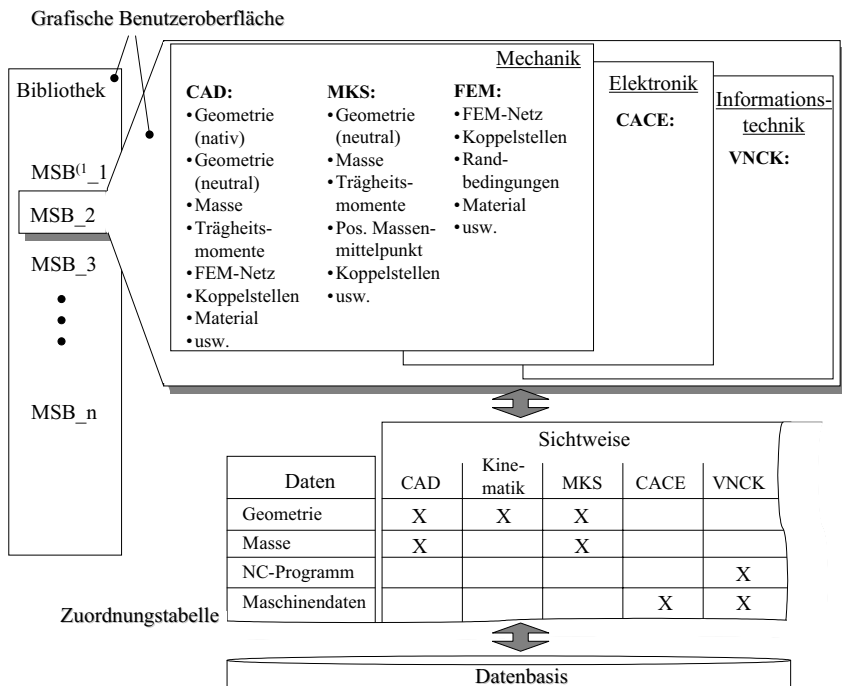 Grafische Benutzeroberfläche
Bibliothek
MSB(1_1
MSB_2
MSB_3
MSB_n
Mechanik
CAD:
•Geometrie
(nativ)
•Geometrie
(neutral)
•Masse
•Trägheits-
momente
•FEM-Netz
•Koppelstellen
•Material
•usw.
MKS:
•Geometrie
(neutral)
•Masse
•Trägheits-
momente
•Pos. Massen-
mittelpunkt
•Koppelstellen
•usw.
FEM:
•FEM-Netz
•Koppelstellen
•Rand-
bedingungen
•Material
•usw.
Elektronik
CACE:
Informations-
technik
VNCK:
Sichtweise
Daten CAD Kine-
matik MKS CACE VNCK
Geometrie X X X
Masse X X
NC-Programm X
Maschinendaten X X
Zuordnungstabelle
Datenbasis